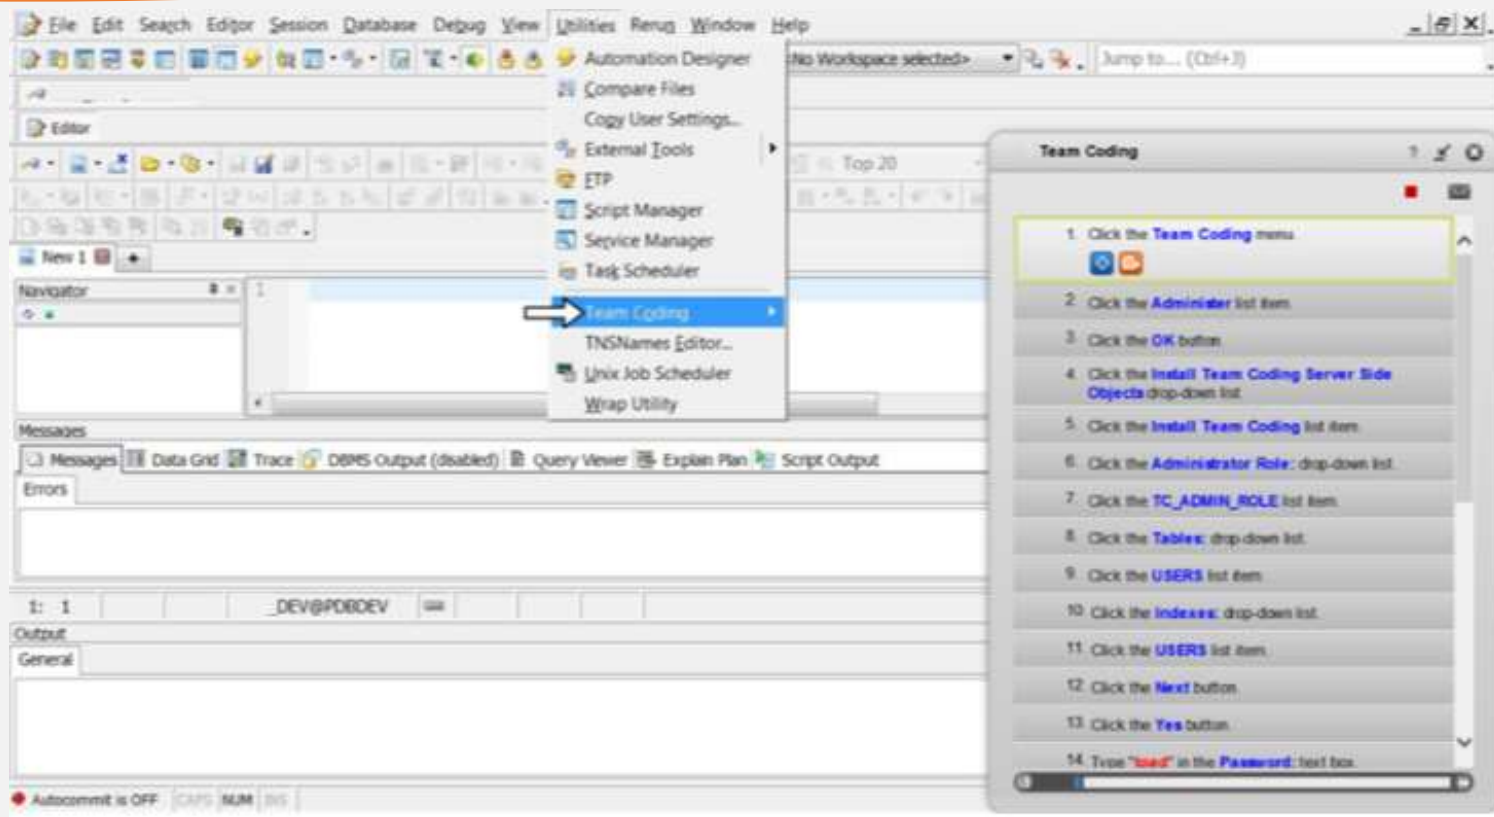 File Edit Search Editor Session Database Debug View Utilities Rerun Window Help
<No Workspace selected> Jump to... (Ctrl+J)
Editor
Top 20
New 1
Navigator
1
Automation Designer
Compare Files
Copy User Settings...
External Tools
FTP
Script Manager
Service Manager
Task Scheduler
Team Coding
TNSNames Editor...
Unix Job Scheduler
Wrap Utility
Messages
Messages Data Grid Trace DBMS Output (disabled) Query Viewer Explain Plan Script Output
Errors
1: 1 _DEV@PDBDEV
Output
General
Autocommit is OFF CAPS NUM INS
Team Coding
1. Click the Team Coding menu.
2. Click the Administer list item.
3. Click the OK button.
4. Click the Install Team Coding Server Side
Objects drop-down list.
5. Click the Install Team Coding list item.
6. Click the Administrator Role: drop-down list.
7. Click the TC_ADMIN_ROLE list item.
8. Click the Tables: drop-down list.
9. Click the USERS list item.
10. Click the Indexes: drop-down list.
11. Click the USERS list item.
12. Click the Next button.
13. Click the Yes button.
14. Type "toad" in the Password: text box.